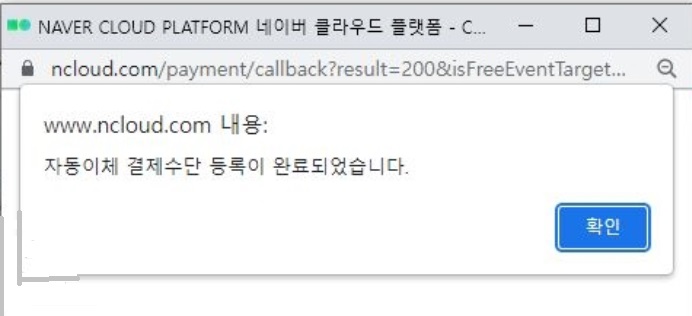 NAVER CLOUD PLATFORM 네이버 클라우드 플랫폼 - C...
ncloud.com/payment/callback?result=200&isFreeEventTarget...
www.ncloud.com 내용:
자동이체 결제수단 등록이 완료되었습니다.
확인